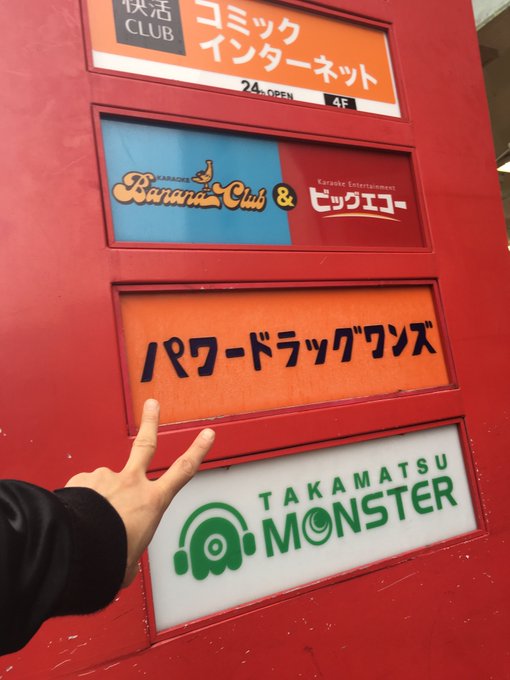 快活
CLUB
コミック
インターネット
24h OPEN
4F
KARAOKE
Banana Club
&
Karaoke Entertainment
ビッグエコー
パワードラッグワンズ
TAKAMATSU
MONSTER